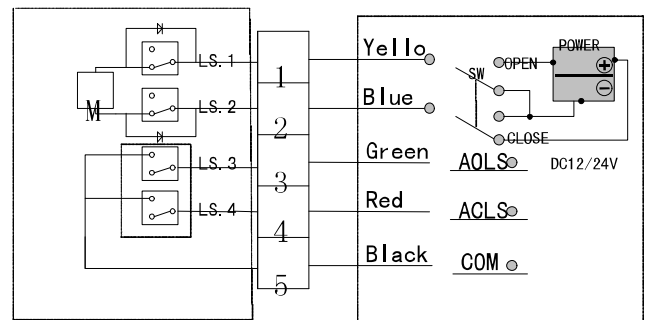 M
LS.1
LS.2
LS.3
LS.4
1
2
3
4
5
Yello
Blue
Green
Red
Black
SW
OPEN
CLOSE
POWER
+
−
AOLS
DC12/24V
ACLS
COM